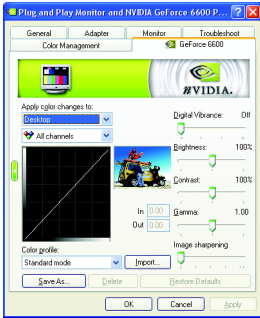 Plug and Play Monitor and NVIDIA GeForce 6600 P...
General Adapter Monitor Troubleshoot
Color Management GeForce 6600
NVIDIA.
Apply color changes to:
Desktop
All channels
Digital Vibrance: Off
Brightness: 100%
Contrast: 100%
In 0.00
Out 0.00
Gamma: 1.00
Color profile:
Standard mode
Import...
Image sharpening
Save As... Delete Restore Defaults
OK Cancel Apply